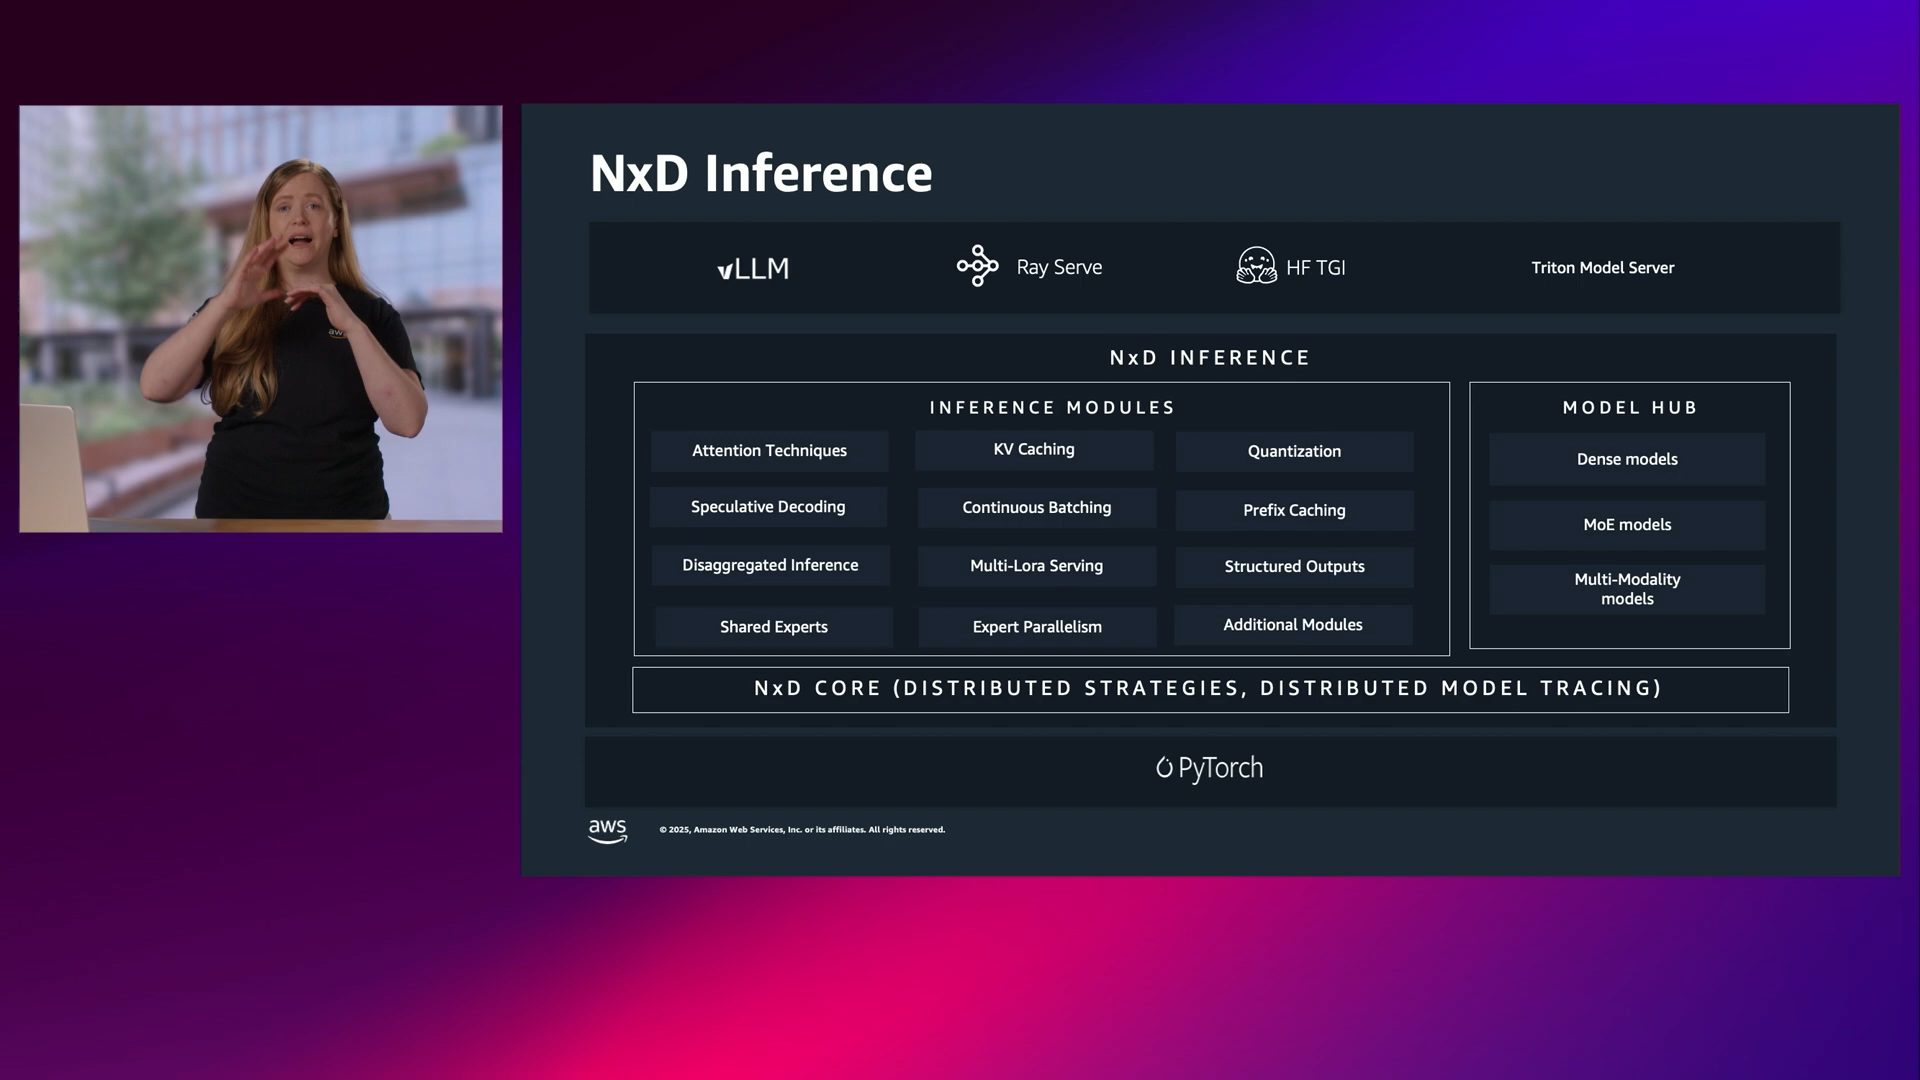 NxD Inference
vLLM
Ray Serve
HF TGI
Triton Model Server
NxD INFERENCE
INFERENCE MODULES
Attention Techniques
KV Caching
Quantization
Speculative Decoding
Continuous Batching
Prefix Caching
Disaggregated Inference
Multi-Lora Serving
Structured Outputs
Shared Experts
Expert Parallelism
Additional Modules
MODEL HUB
Dense models
MoE models
Multi-Modality
models
NxD CORE (DISTRIBUTED STRATEGIES, DISTRIBUTED MODEL TRACING)
PyTorch
aws
© 2025, Amazon Web Services, Inc. or its affiliates. All rights reserved.
aws